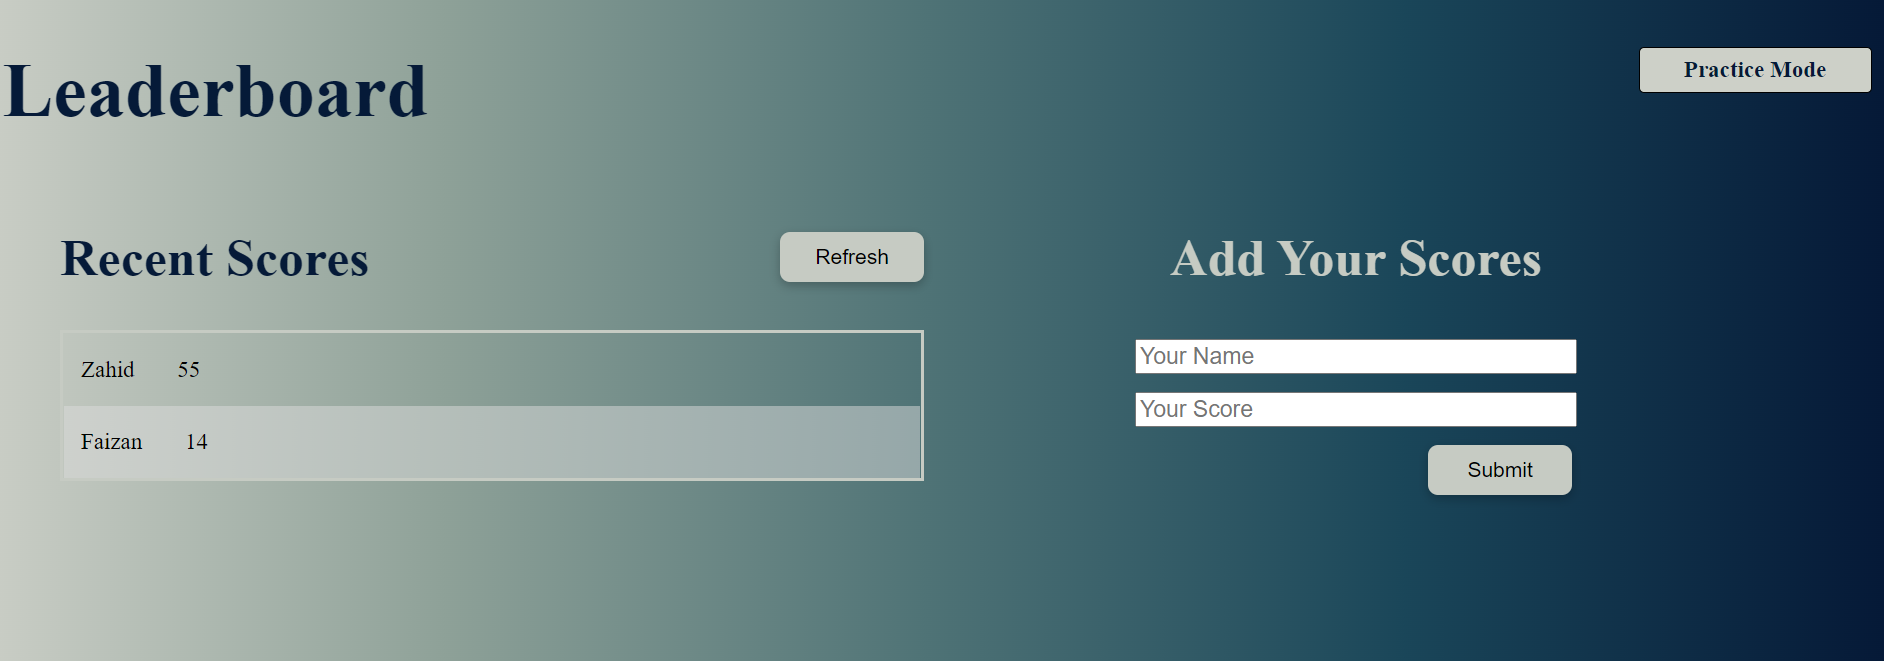 Leaderboard
Practice Mode
Recent Scores
Refresh
Zahid 55
Faizan 14
Add Your Scores
Your Name
Your Score
Submit